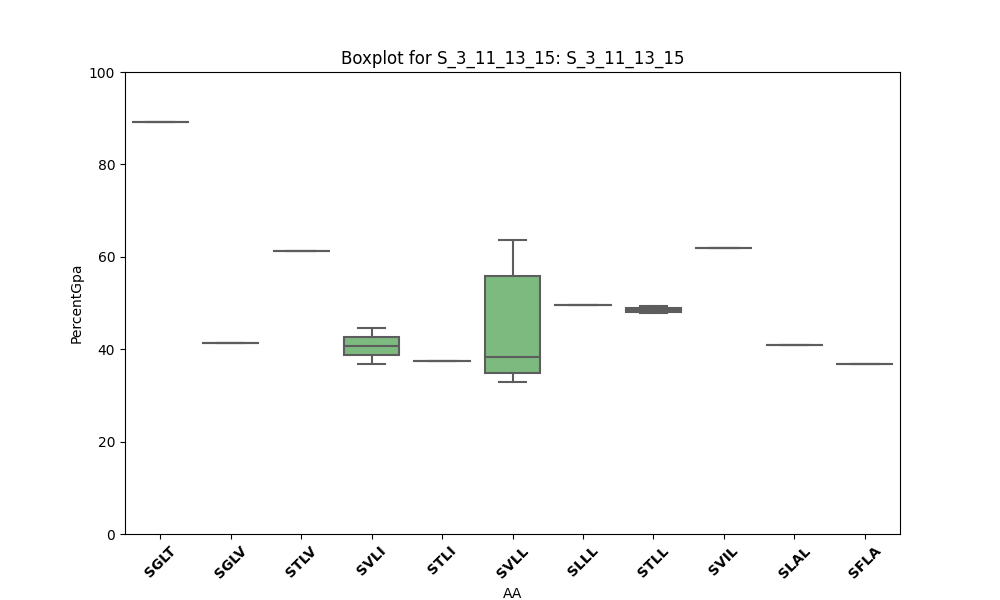 Boxplot for S_3_11_13_15: S_3_11_13_15
100
80
60
40
20
0
PercentGpa
SGLT SGLV STLV SVLI STLI SVLL SLLL STLL SVIL SLAL SFLA
AA